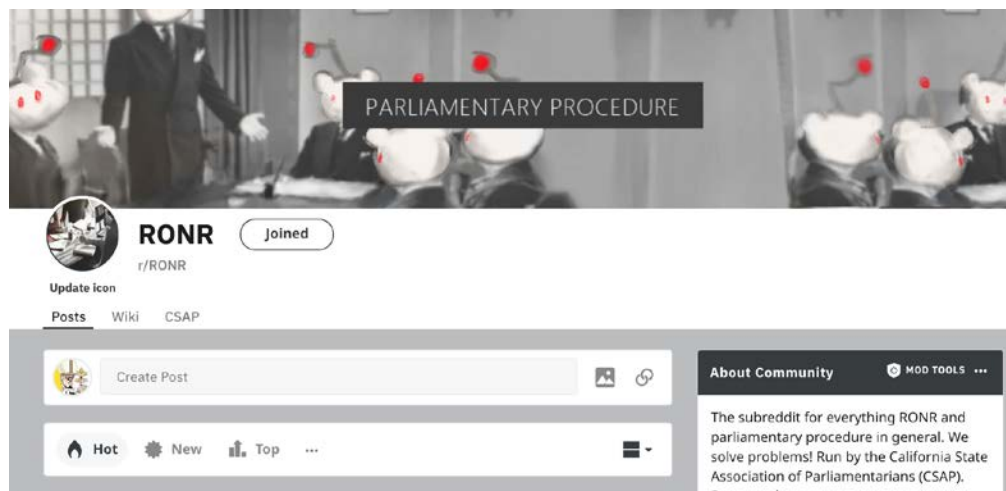 PARLIAMENTARY PROCEDURE
RONR
Joined
r/RONR
Update icon
Posts Wiki CSAP
Create Post
Hot New Top ...
About Community MOD TOOLS ...
The subreddit for everything RONR and
parliamentary procedure in general. We
solve problems! Run by the California State
Association of Parliamentarians (CSAP).